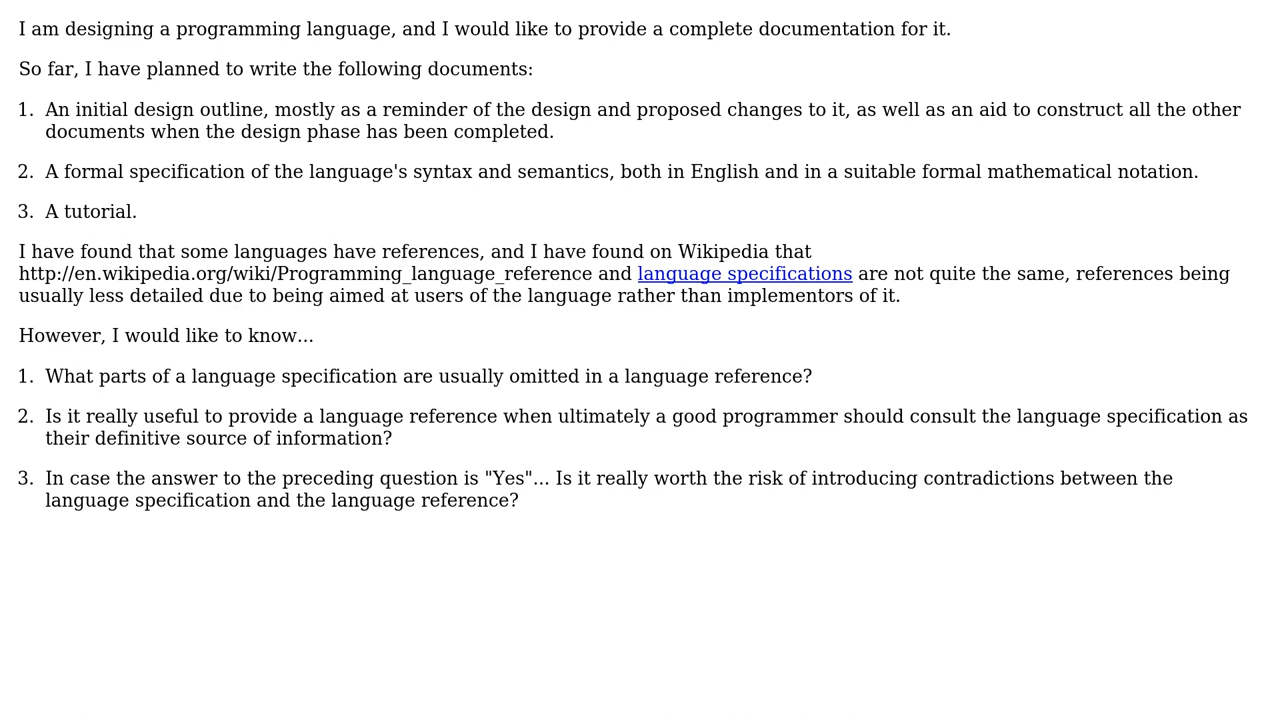 I am designing a programming language, and I would like to provide a complete documentation for it.
So far, I have planned to write the following documents:
1. An initial design outline, mostly as a reminder of the design and proposed changes to it, as well as an aid to construct all the other
documents when the design phase has been completed.
2. A formal specification of the language's syntax and semantics, both in English and in a suitable formal mathematical notation.
3. A tutorial.
I have found that some languages have references, and I have found on Wikipedia that
http://en.wikipedia.org/wiki/Programming_language_reference and language specifications are not quite the same, references being
usually less detailed due to being aimed at users of the language rather than implementors of it.
However, I would like to know...
1. What parts of a language specification are usually omitted in a language reference?
2. Is it really useful to provide a language reference when ultimately a good programmer should consult the language specification as
their definitive source of information?
3. In case the answer to the preceding question is "Yes"... Is it really worth the risk of introducing contradictions between the
language specification and the language reference?